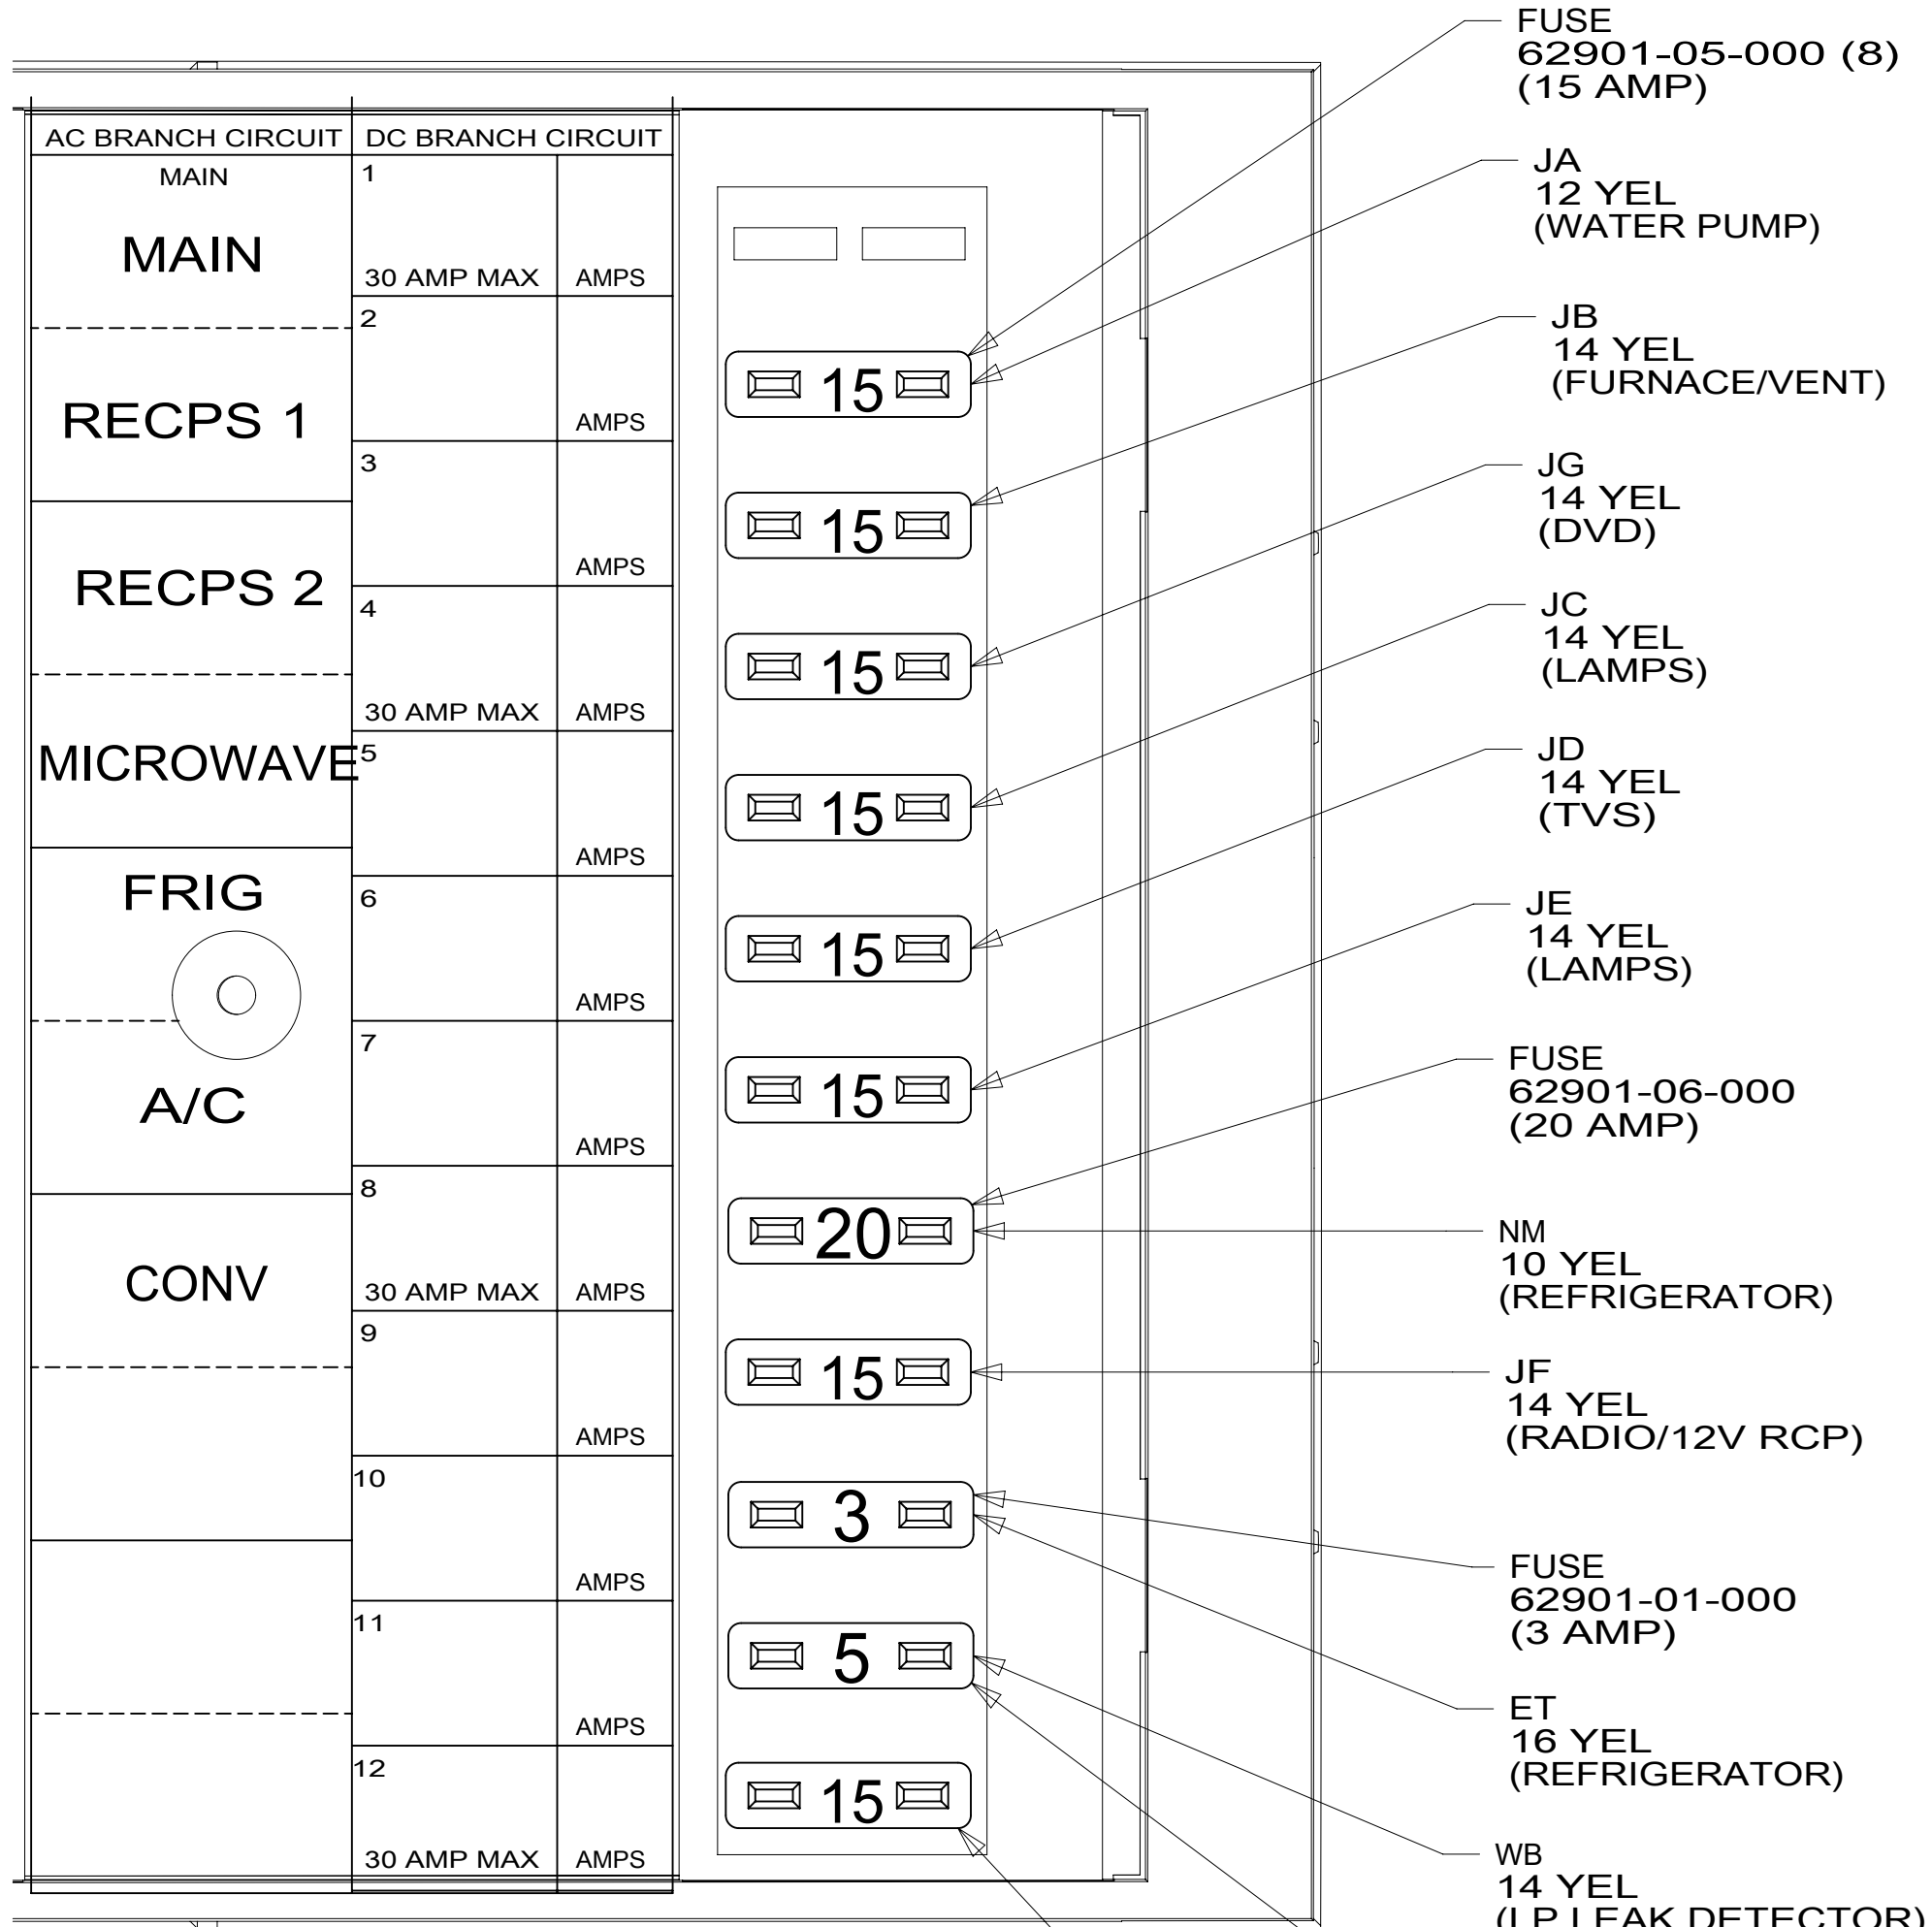 AC BRANCH CIRCUIT
MAIN
MAIN
RECPS 1
RECPS 2
MICROWAVE
FRIG
A/C
CONV
DC BRANCH CIRCUIT
1
30 AMP MAX AMPS
2
AMPS
3
AMPS
4
30 AMP MAX AMPS
5
AMPS
6
AMPS
7
AMPS
8
30 AMP MAX AMPS
9
AMPS
10
AMPS
11
AMPS
12
30 AMP MAX AMPS
15
15
15
15
15
15
20
15
3
5
15
FUSE
62901-05-000 (8)
(15 AMP)
JA
12 YEL
(WATER PUMP)
JB
14 YEL
(FURNACE/VENT)
JG
14 YEL
(DVD)
JC
14 YEL
(LAMPS)
JD
14 YEL
(TVS)
JE
14 YEL
(LAMPS)
FUSE
62901-06-000
(20 AMP)
NM
10 YEL
(REFRIGERATOR)
JF
14 YEL
(RADIO/12V RCP)
FUSE
62901-01-000
(3 AMP)
ET
16 YEL
(REFRIGERATOR)
WB
14 YEL
(LP LEAK DETECTOR)